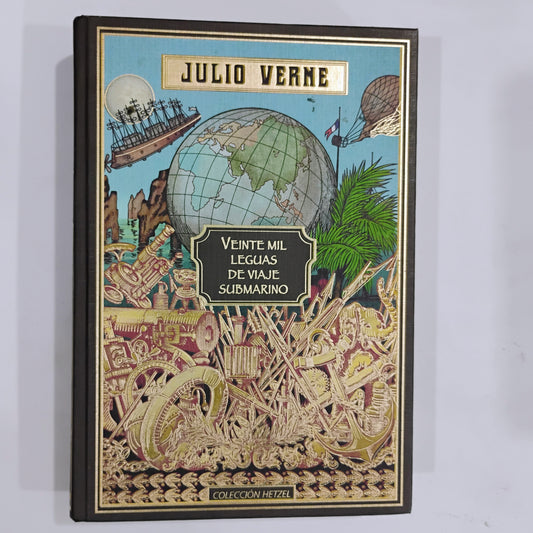 JULIO VERNE
VEINTE MIL
LEGUAS
DE VIAJE
SUBMARINO
COLECCIÓN HETZEL